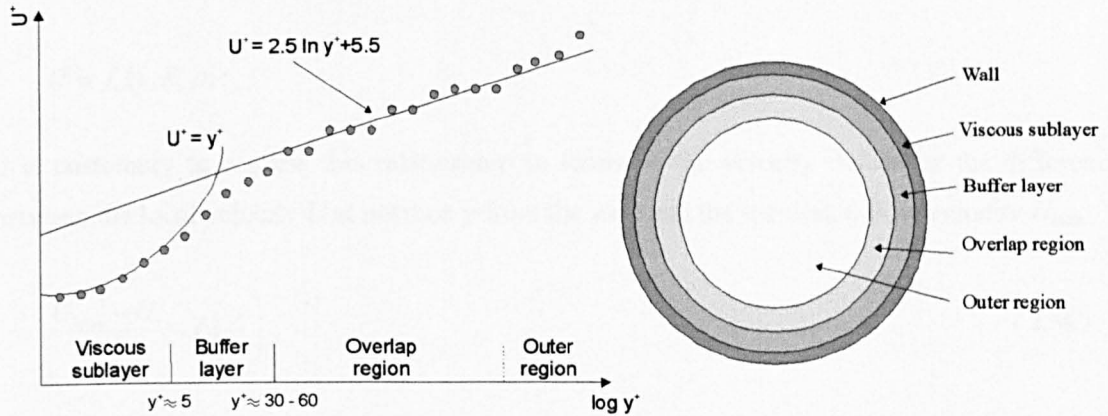 U⁺
U⁺ = 2.5 ln y⁺+5.5
U⁺ = y⁺
Viscous
sublayer
Buffer
layer
Overlap
region
Outer
region
y⁺≈ 5
y⁺≈ 30 - 60
log y⁺
Wall
Viscous sublayer
Buffer layer
Overlap region
Outer region